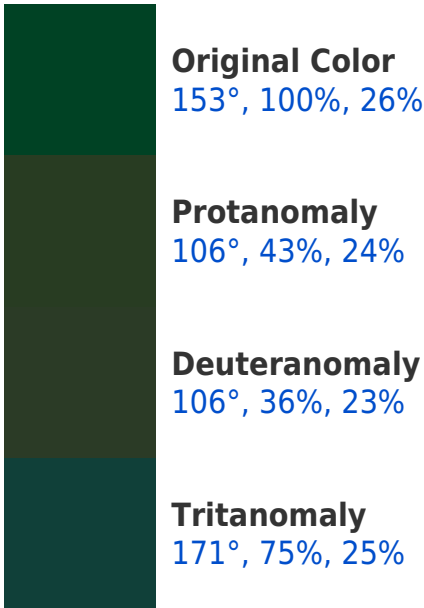 Original Color
153°, 100%, 26%
Protanomaly
106°, 43%, 24%
Deuteranomaly
106°, 36%, 23%
Tritanomaly
171°, 75%, 25%